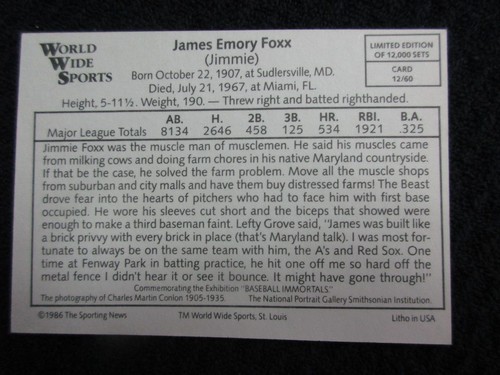 WORLD
WIDE
SPORTS
James Emory Foxx
(Jimmie)
Born October 22, 1907, at Sudlersville, MD.
Died, July 21, 1967, at Miami, FL.
Height, 5-11½. Weight, 190. — Threw right and batted righthanded.
LIMITED EDITION
OF 12,000 SETS
CARD
12/60
AB. H. 2B. 3B. HR. RBI. B.A.
Major League Totals 8134 2646 458 125 534 1921 .325
Jimmie Foxx was the muscle man of musclemen. He said his muscles came
from milking cows and doing farm chores in his native Maryland countryside.
If that be the case, he solved the farm problem. Move all the muscle shops
from suburban and city malls and have them buy distressed farms! The Beast
drove fear into the hearts of pitchers who had to face him with first base
occupied. He wore his sleeves cut short and the biceps that showed were
enough to make a third baseman faint. Lefty Grove said, "James was built like
a brick privvy with every brick in place (that's Maryland talk). I was most for-
tunate to always be on the same team with him, the A's and Red Sox. One
time at Fenway Park in batting practice, he hit one off me so hard off the
metal fence I didn't hear it or see it bounce. It might have gone through!"
Commemorating the Exhibition "BASEBALL IMMORTALS."
The photography of Charles Martin Conlon 1905-1935. The National Portrait Gallery Smithsonian Institution.
©1986 The Sporting News TM World Wide Sports, St. Louis Litho in USA